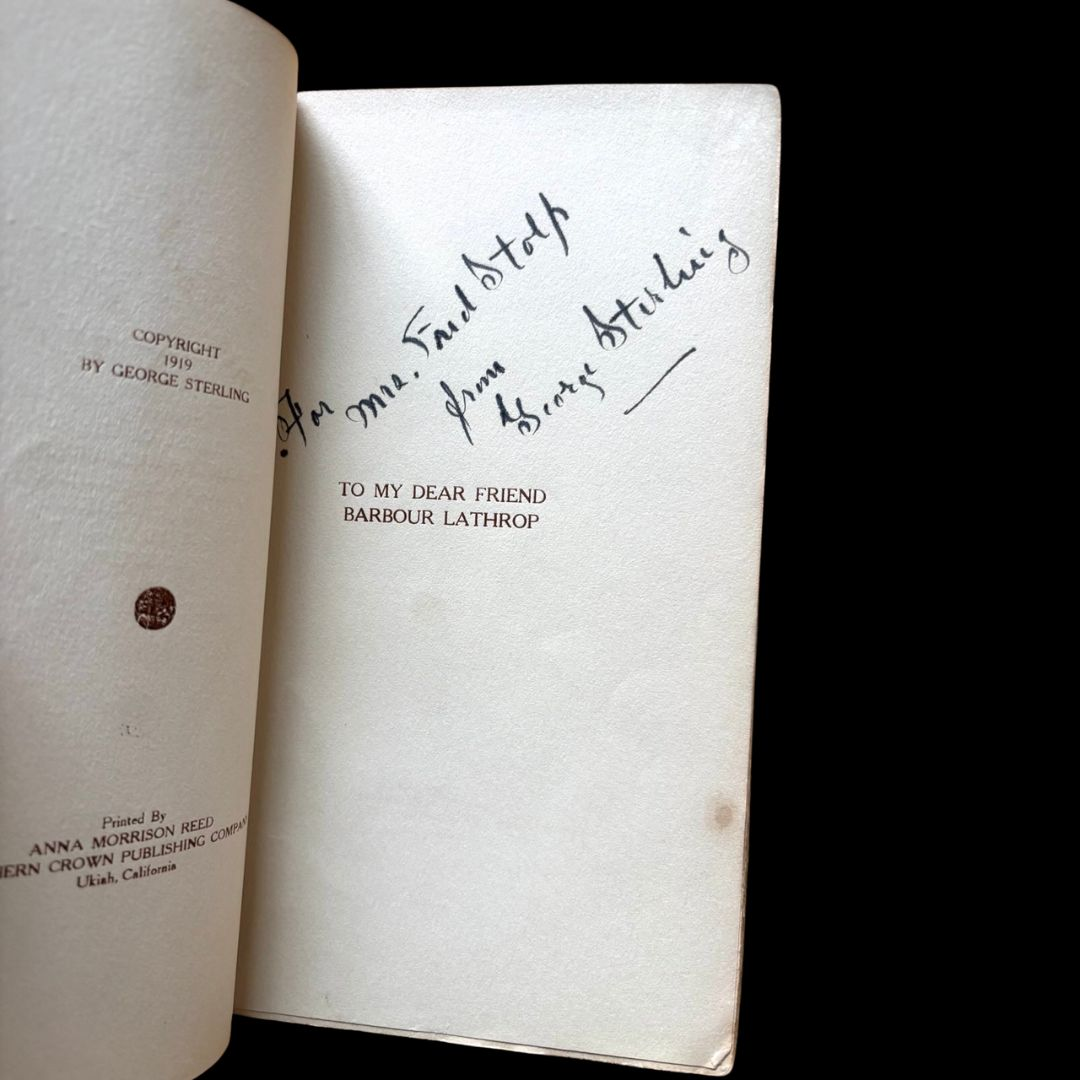 COPYRIGHT
1919
BY GEORGE STERLING
Printed By
ANNA MORRISON REED
HERN CROWN PUBLISHING COMPAN
Ukiah, California
For Mrs. Fred Stolp
from
George Sterling
TO MY DEAR FRIEND
BARBOUR LATHROP